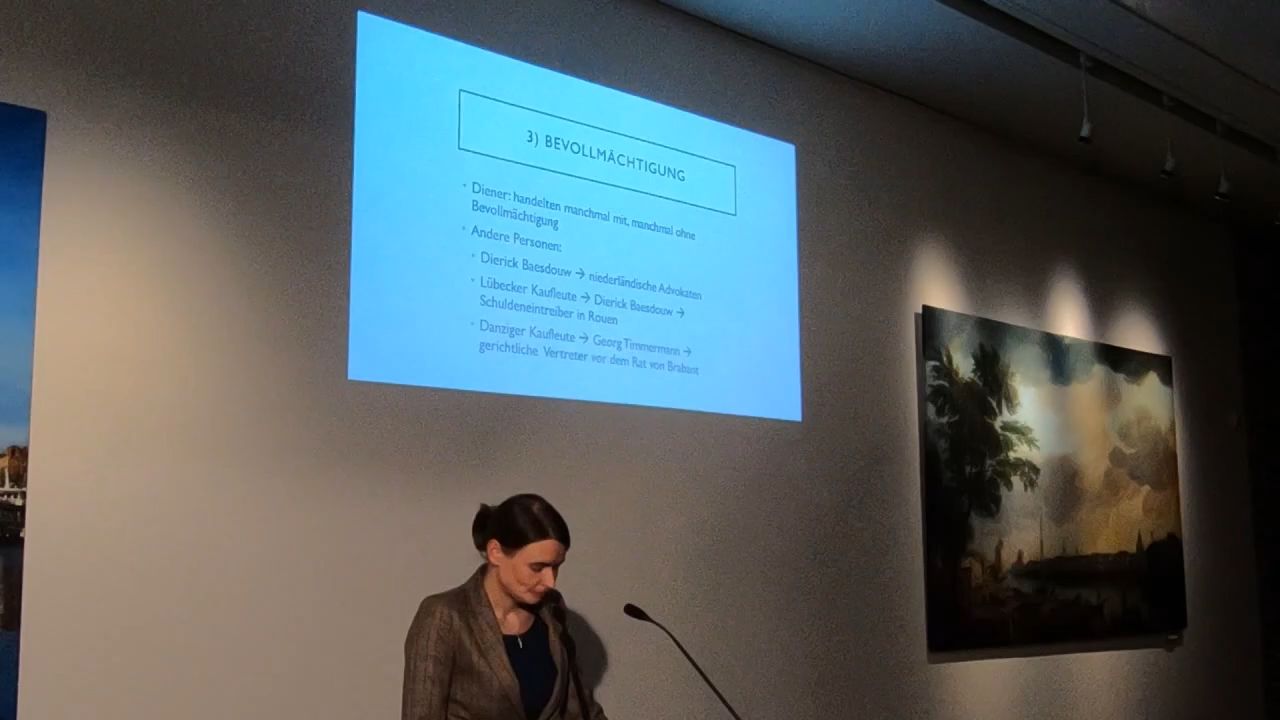 3) BEVOLLMÄCHTIGUNG
Diener: handelten manchmal mit, manchmal ohne
Bevollmächtigung
Andere Personen:
Dierick Baesdouw → niederländische Advokaten
Lübecker Kaufleute → Dierick Baesdouw →
Schuldeneintreiber in Rouen
Danziger Kaufleute → Georg Timmermann →
gerichtliche Vertreter vor dem Rat von Brabant